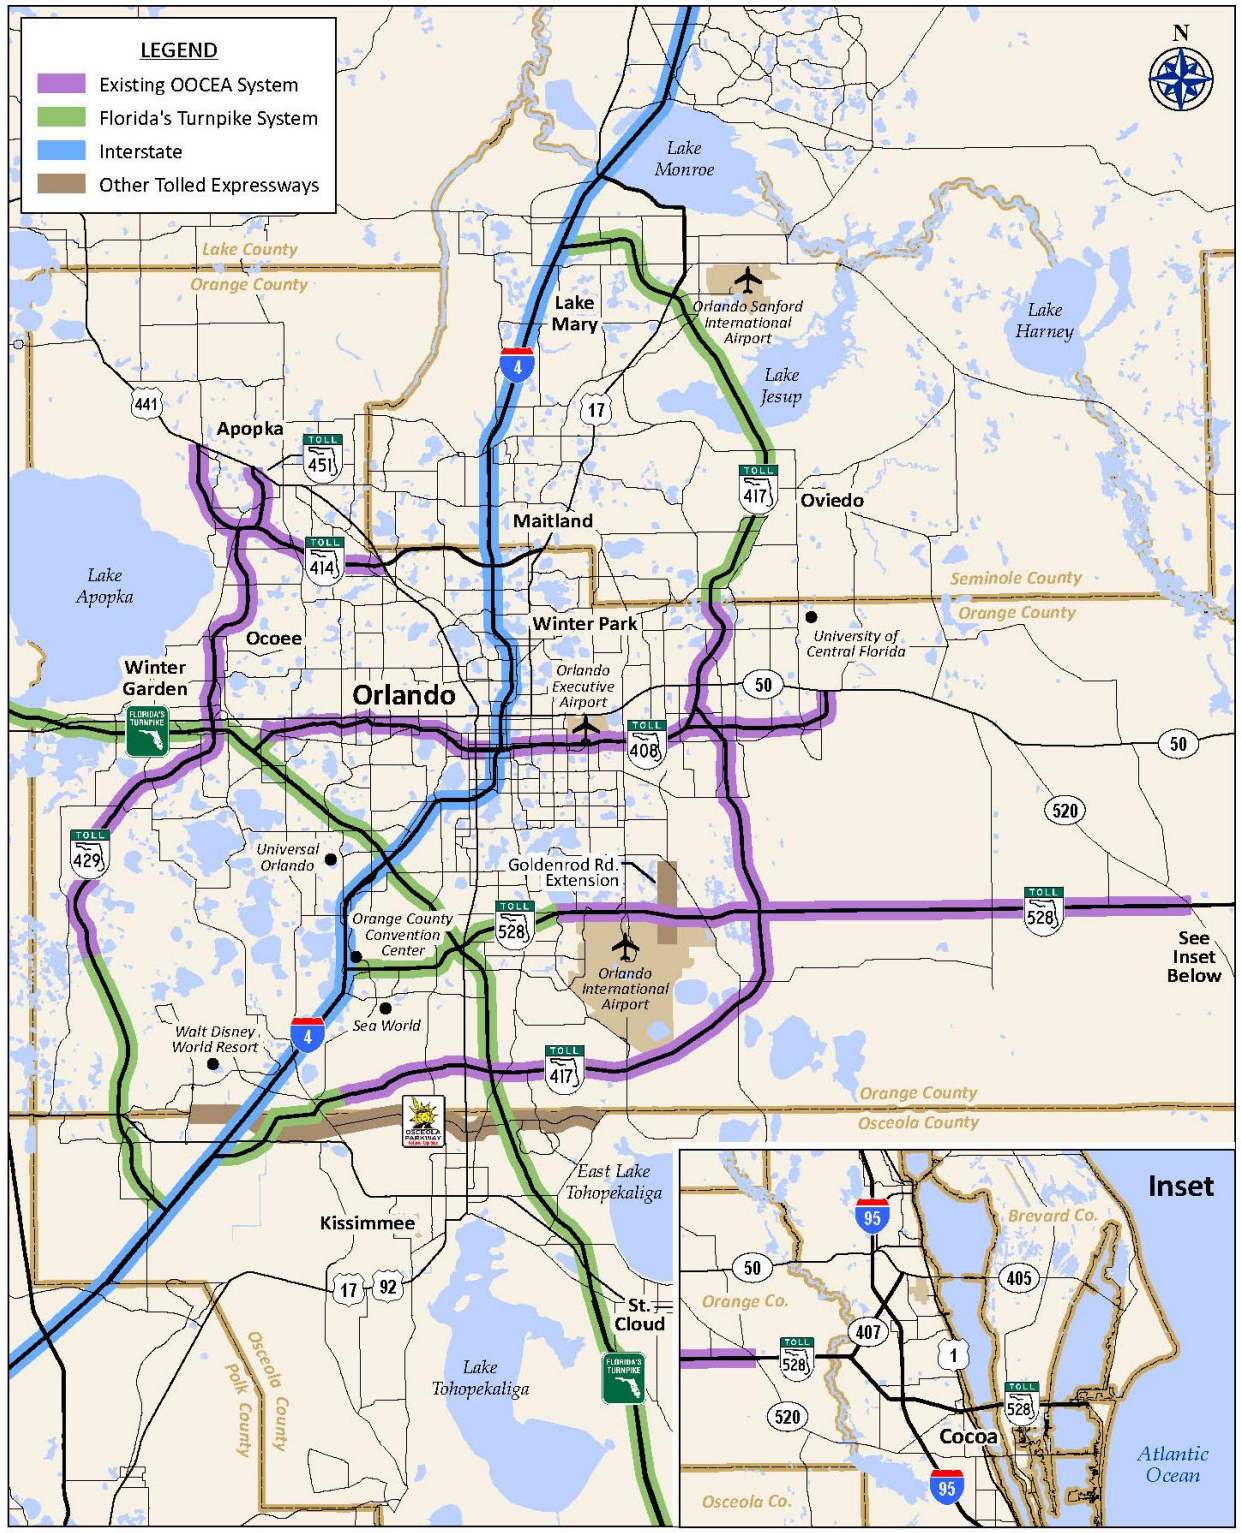 LEGEND
Existing OOCEA System
Florida's Turnpike System
Interstate
Other Tolled Expressways
N
Lake
Monroe
Lake County
Orange County
Orlando Sanford
International
Airport
Lake
Mary
Lake
Harney
4
Lake
Jesup
441
17
Apopka
TOLL
451
TOLL
417
Oviedo
Maitland
TOLL
414
Lake
Apopka
Seminole County
Orange County
Winter Park
Ocoee
University of
Central Florida
Winter
Garden
Orlando
Orlando
Executive
Airport
50
FLORIDA'S
TURNPIKE
TOLL
408
50
520
TOLL
429
Universal
Orlando
Goldenrod Rd.
Extension
TOLL
528
TOLL
528
Orange County
Convention
Center
See
Inset
Below
Orlando
International
Airport
Sea World
Walt Disney
World Resort
4
TOLL
417
Orange County
Osceola County
OSCEOLA
PARKWAY
East Lake
Tohopekaliga
Kissimmee
17
92
St.
Cloud
Osceola County
Polk County
Lake
Tohopekaliga
FLORIDA'S
TURNPIKE
Inset
95
Brevard Co.
50
405
Orange Co.
407
1
TOLL
528
TOLL
528
520
Cocoa
Atlantic
Ocean
95
Osceola Co.